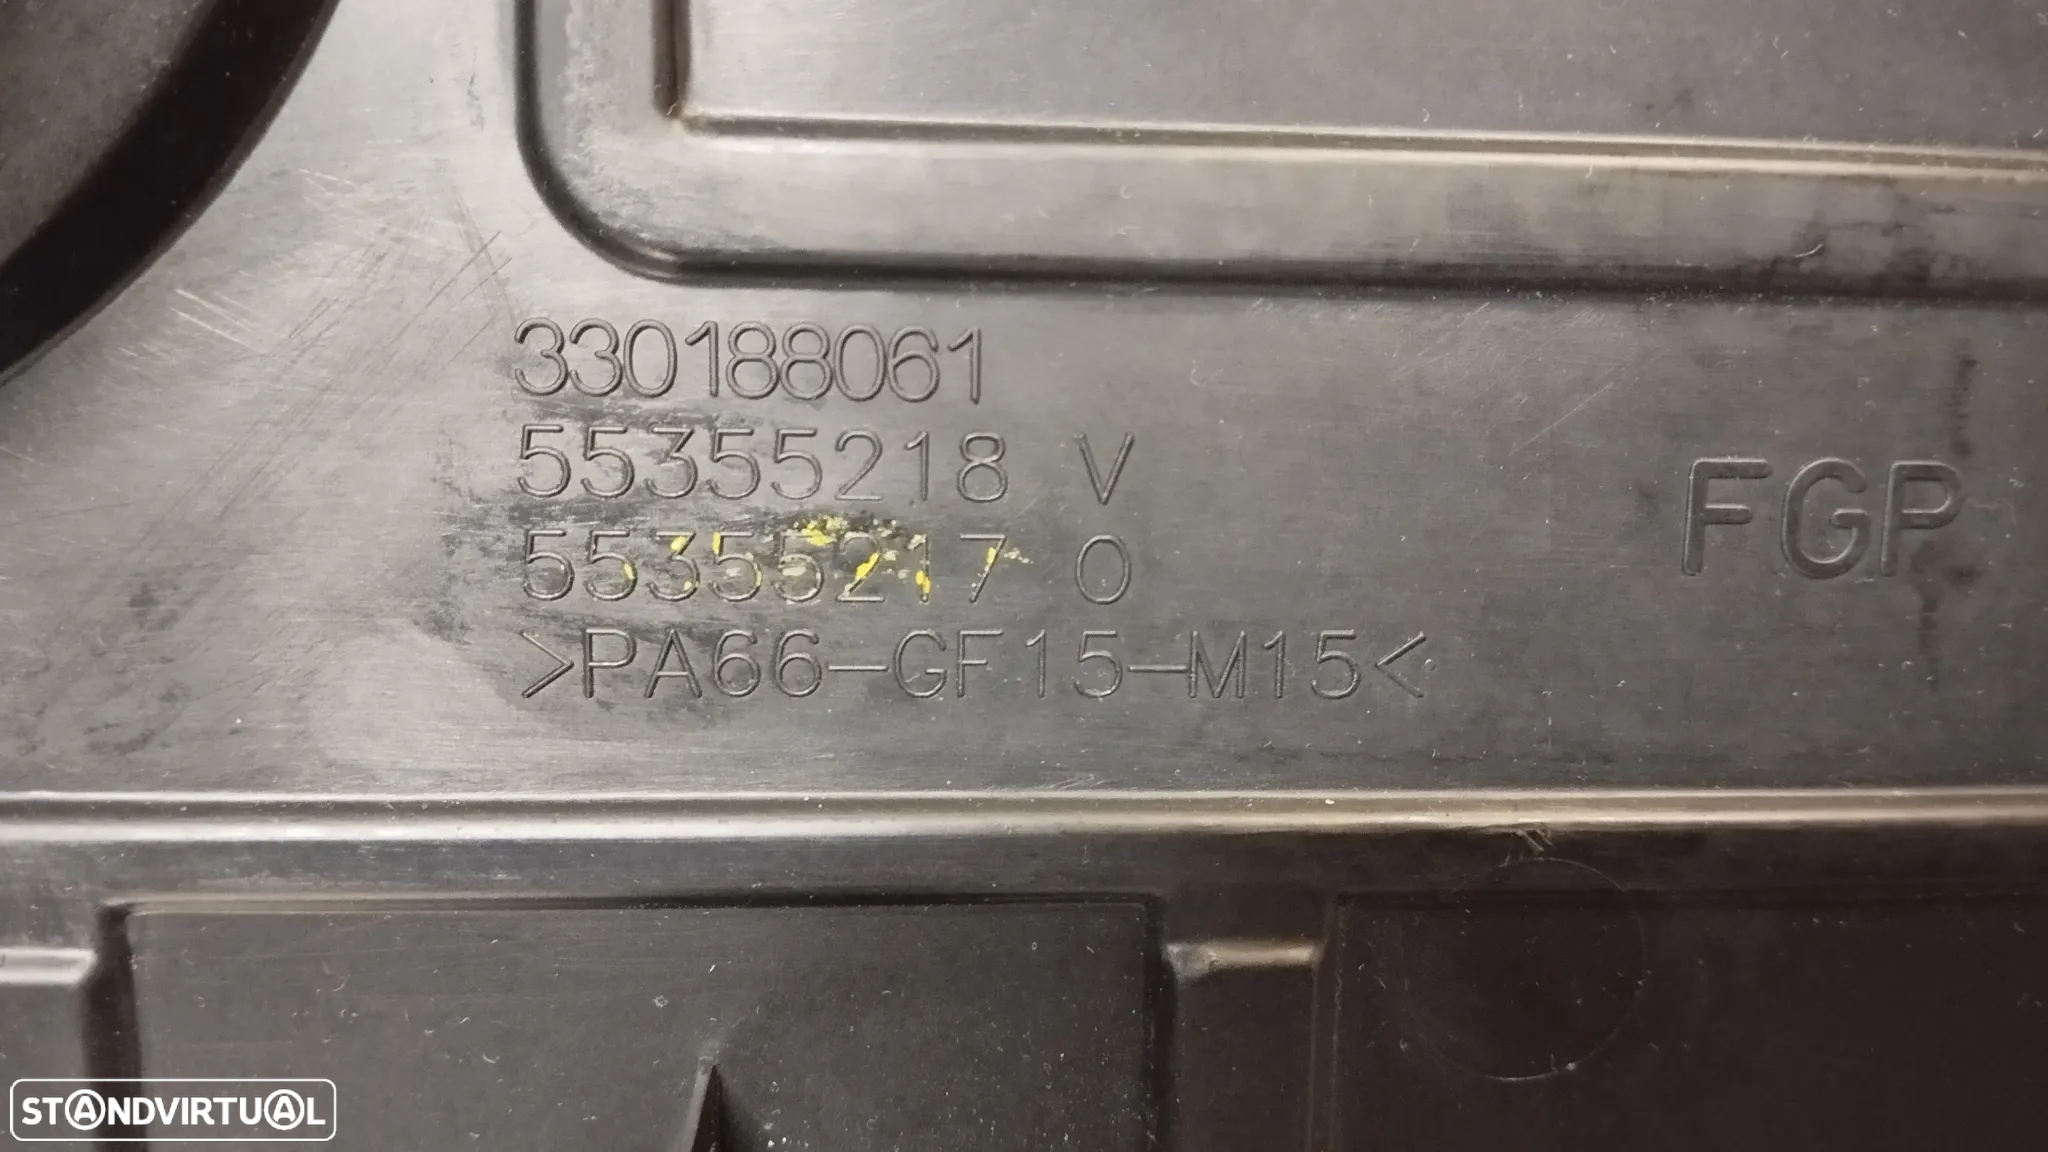 330188061
55355218 V
55355217 O
>PA66-GF15-M15<
FGP
STANDVIRTUAL